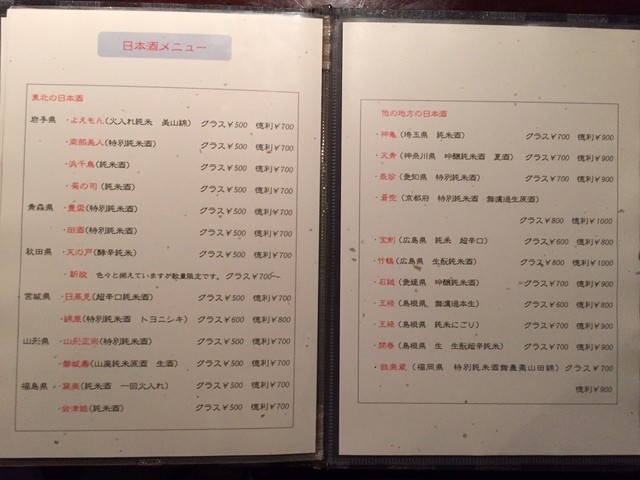 日本酒メニュー
東北の日本酒
岩手県 ・よえもん(火入れ純米 美山錦) グラス¥500 徳利¥700
・南部美人(特別純米酒) グラス¥500 徳利¥700
・浜千鳥(純米酒) グラス¥500 徳利¥700
・菊の司(純米酒) グラス¥500 徳利¥700
青森県 ・豊盃(特別純米酒) グラス¥500 徳利¥700
・田酒(特別純米酒) グラス¥500 徳利¥700
秋田県 ・天の戸(醇辛純米) グラス¥500 徳利¥700
・新政 色々と揃えていますが数量限定です。グラス¥700～
宮城県 ・日高見(超辛口純米酒) グラス¥500 徳利¥700
・綿屋(特別純米酒 トヨニシキ) グラス¥600 徳利¥800
山形県 ・山形正宗(特別純米酒) グラス¥500 徳利¥700
・磐城壽(山廃純米原酒 生酒) グラス¥500 徳利¥700
福島県 (純米酒 一回火入れ) グラス¥500 徳利¥700
・会津娘(純米酒) グラス¥500 徳利¥700
他の地方の日本酒
・神亀(埼玉県 純米酒) グラス¥700 徳利¥900
・天青(神奈川県 吟醸純米酒 夏酒) グラス¥700 徳利¥900
・長珍(愛知県 特別純米酒) グラス¥700 徳利¥900
・蒼空(京都府 特別純米酒 無濾過生原酒)
グラス¥800 徳利¥1000
・宝剣(広島県 純米 超辛口) グラス¥600 徳利¥800
・竹鶴(広島県 生酛純米酒) グラス¥800 徳利¥1000
・石鎚(愛媛県 吟醸純米酒) グラス¥700 徳利¥900
・王祿(島根県 無濾過本生) グラス¥600 徳利¥800
・王祿(島根県 純米にごり) グラス¥700 徳利¥900
・開春(島根県 生 生酛超辛純米) グラス¥700 徳利¥900
・独楽蔵(福岡県 特別純米酒無農薬山田錦) グラス¥700
徳利¥900